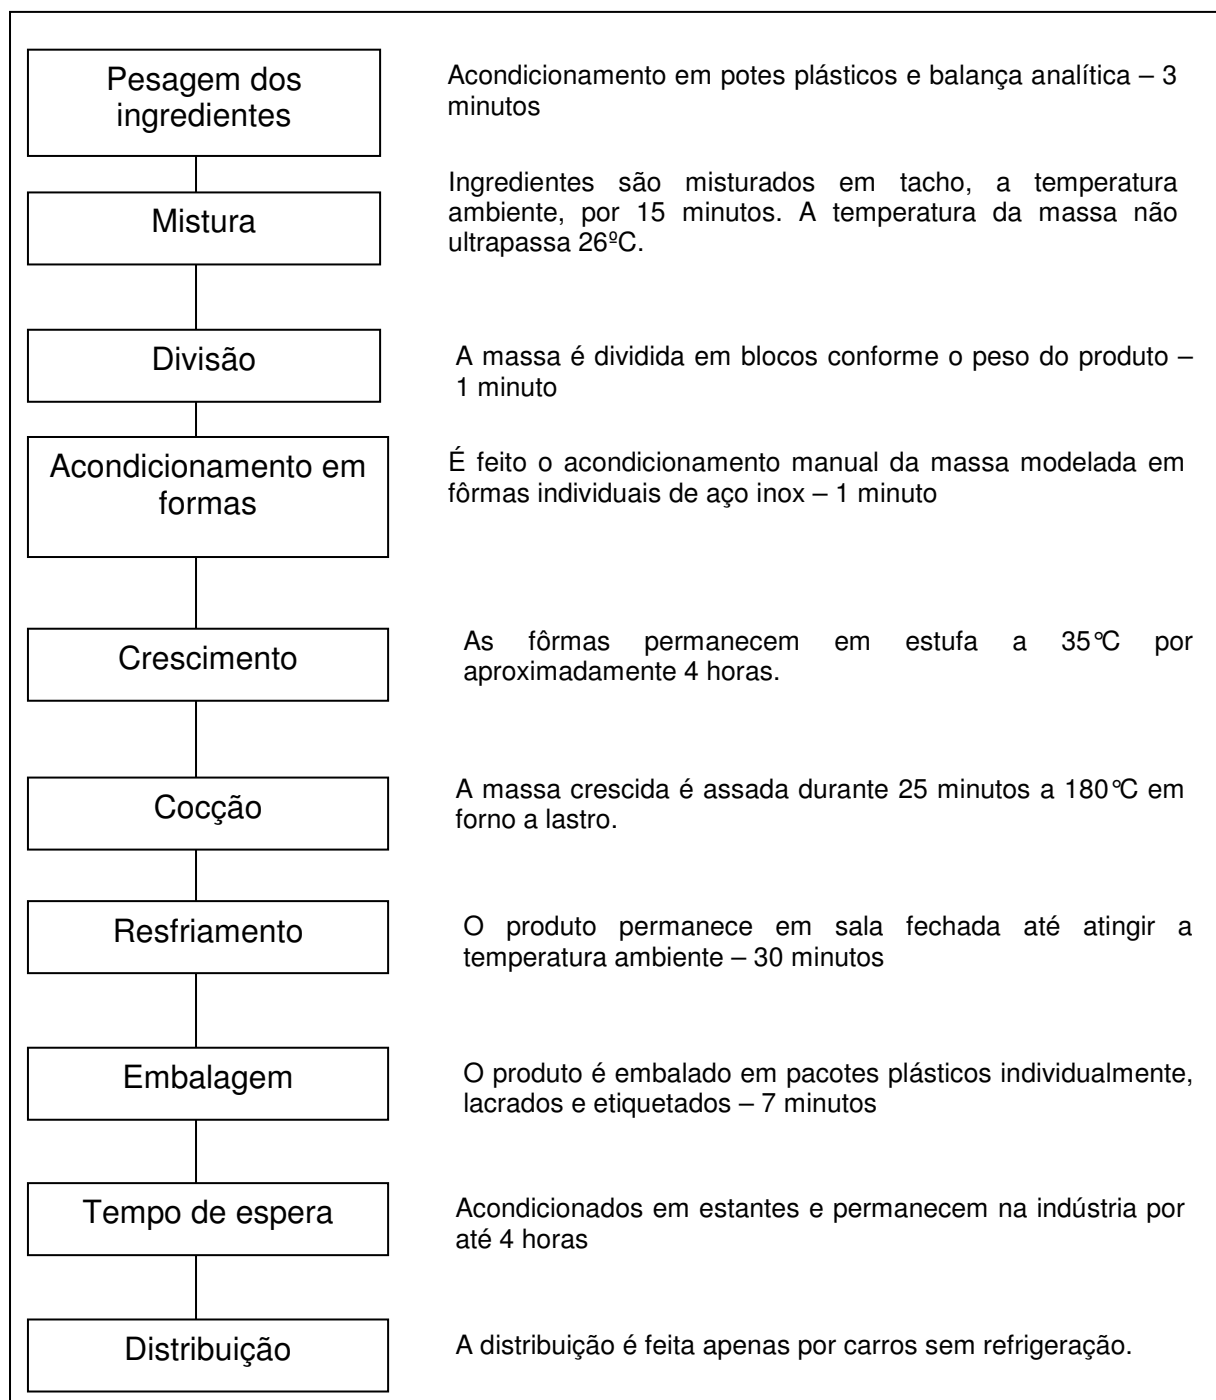 Pesagem dos
ingredientes
Acondicionamento em potes plásticos e balança analítica – 3
minutos
Mistura
Ingredientes são misturados em tacho, a temperatura
ambiente, por 15 minutos. A temperatura da massa não
ultrapassa 26ºC.
Divisão
A massa é dividida em blocos conforme o peso do produto –
1 minuto
Acondicionamento em
formas
É feito o acondicionamento manual da massa modelada em
fôrmas individuais de aço inox – 1 minuto
Crescimento
As fôrmas permanecem em estufa a 35°C por
aproximadamente 4 horas.
Cocção
A massa crescida é assada durante 25 minutos a 180°C em
forno a lastro.
Resfriamento
O produto permanece em sala fechada até atingir a
temperatura ambiente – 30 minutos
Embalagem
O produto é embalado em pacotes plásticos individualmente,
lacrados e etiquetados – 7 minutos
Tempo de espera
Acondicionados em estantes e permanecem na indústria por
até 4 horas
Distribuição
A distribuição é feita apenas por carros sem refrigeração.